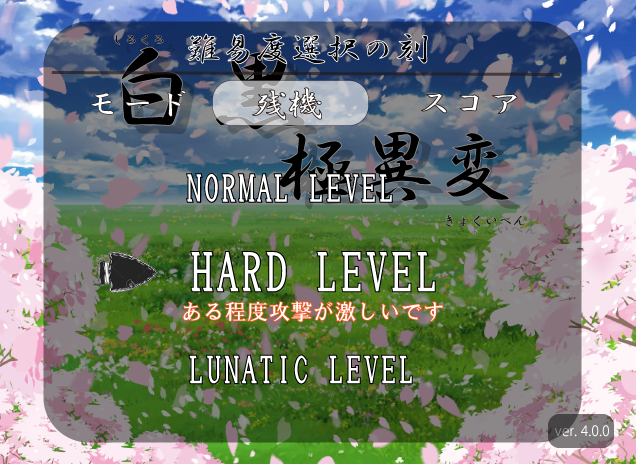 しろくろ
難易度選択の刻
白黒
モード 残機 スコア
極異変
NORMAL LEVEL
きょくいへん
HARD LEVEL
ある程度攻撃が激しいです
LUNATIC LEVEL
ver. 4.0.0